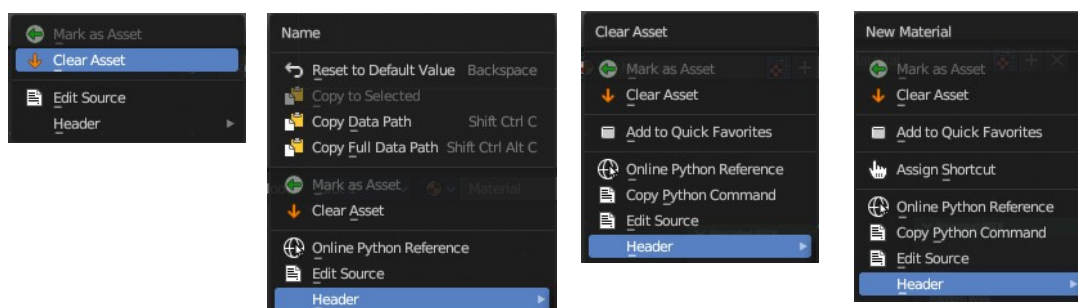 Mark as Asset
Clear Asset
Edit Source
Header
Name
Reset to Default Value Backspace
Copy to Selected
Copy Data Path Shift Ctrl C
Copy Full Data Path Shift Ctrl Alt C
Mark as Asset
Material
Clear Asset
Online Python Reference
Edit Source
Header
Clear Asset
Mark as Asset
Clear Asset
Add to Quick Favorites
Online Python Reference
Copy Python Command
Edit Source
Header
New Material
Mark as Asset
Clear Asset
Add to Quick Favorites
Assign Shortcut
Online Python Reference
Copy Python Command
Edit Source
Header